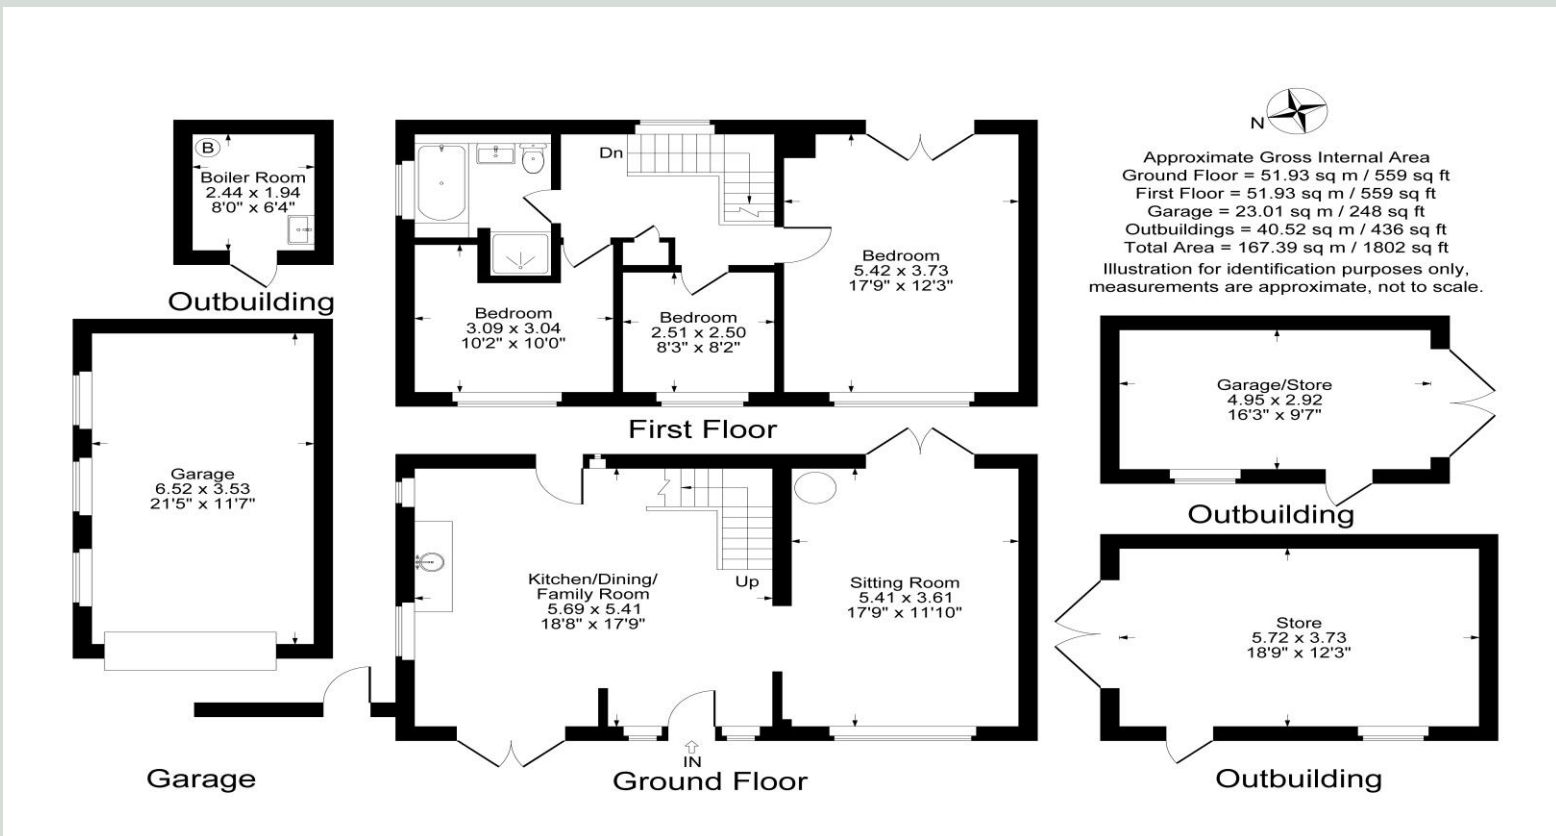 N
Approximate Gross Internal Area
Ground Floor = 51.93 sq m / 559 sq ft
First Floor = 51.93 sq m / 559 sq ft
Garage = 23.01 sq m / 248 sq ft
Outbuildings = 40.52 sq m / 436 sq ft
Total Area = 167.39 sq m / 1802 sq ft
Illustration for identification purposes only,
measurements are approximate, not to scale.
B
Boiler Room
2.44 x 1.94
8'0" x 6'4"
Outbuilding
Dn
Bedroom
3.09 x 3.04
10'2" x 10'0"
Bedroom
2.51 x 2.50
8'3" x 8'2"
Bedroom
5.42 x 3.73
17'9" x 12'3"
First Floor
Garage/Store
4.95 x 2.92
16'3" x 9'7"
Outbuilding
Garage
6.52 x 3.53
21'5" x 11'7"
Garage
Kitchen/Dining/
Family Room
5.69 x 5.41
18'8" x 17'9"
Up
Sitting Room
5.41 x 3.61
17'9" x 11'10"
IN
Ground Floor
Store
5.72 x 3.73
18'9" x 12'3"
Outbuilding